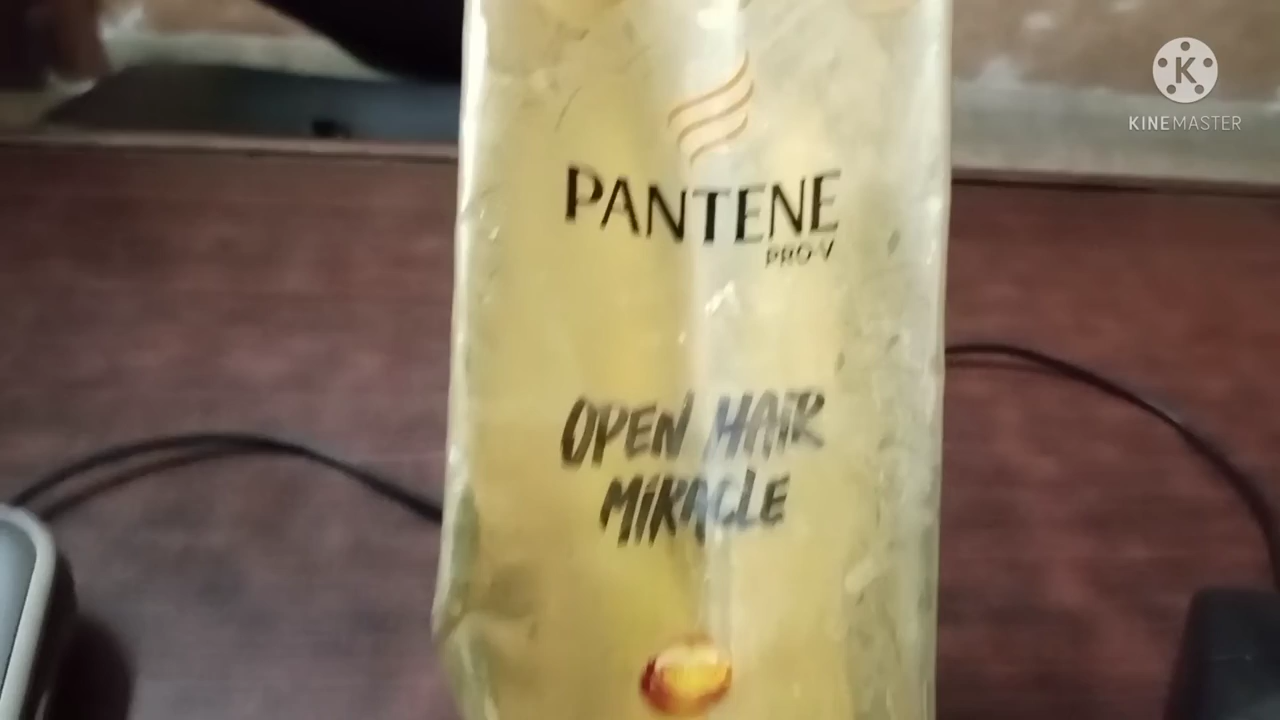 K
KINEMASTER
PANTENE
PRO-V
OPEN HAIR
MIRACLE